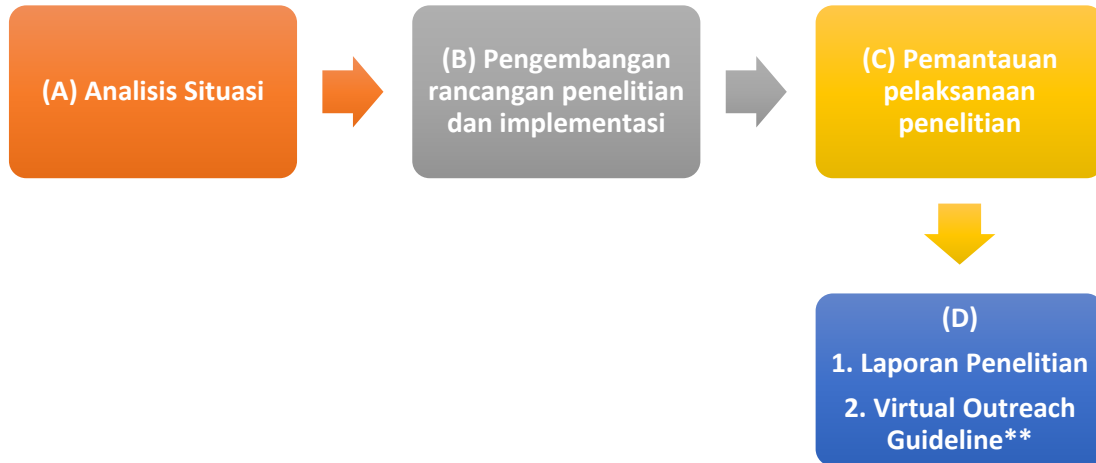 (A) Analisis Situasi
(B) Pengembangan
rancangan penelitian
dan implementasi
(C) Pemantauan
pelaksanaan
penelitian
(D)
1. Laporan Penelitian
2. Virtual Outreach
Guideline**